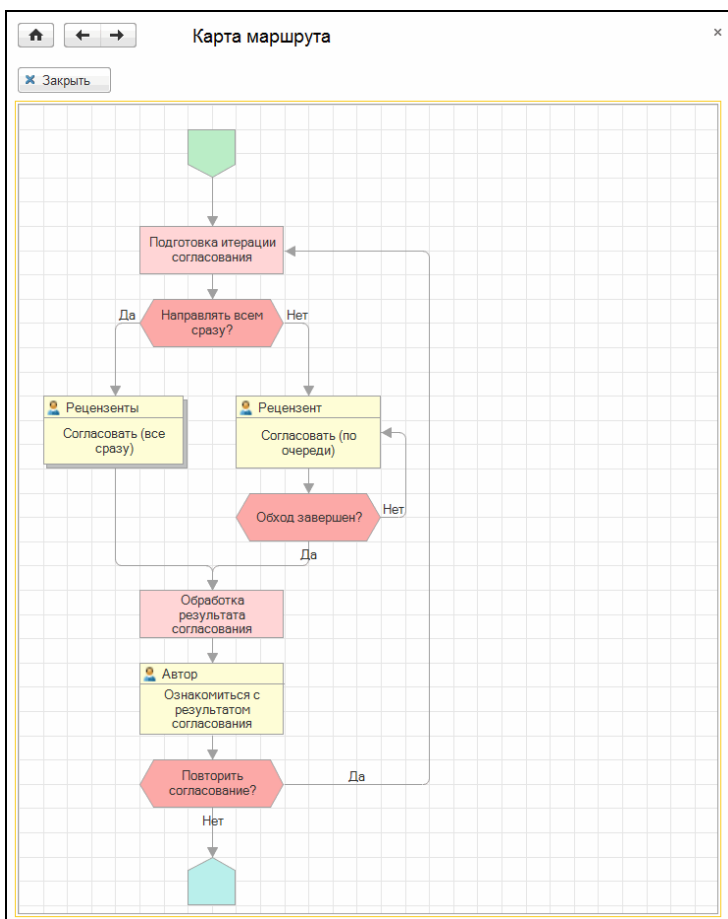 Карта маршрута
Закрыть
Подготовка итерации
согласования
Направлять всем
сразу?
Да
Нет
Рецензенты
Согласовать (все
сразу)
Рецензент
Согласовать (по
очереди)
Обход завершен?
Нет
Да
Обработка
результата
согласования
Автор
Ознакомиться с
результатом
согласования
Повторить
согласование?
Да
Нет